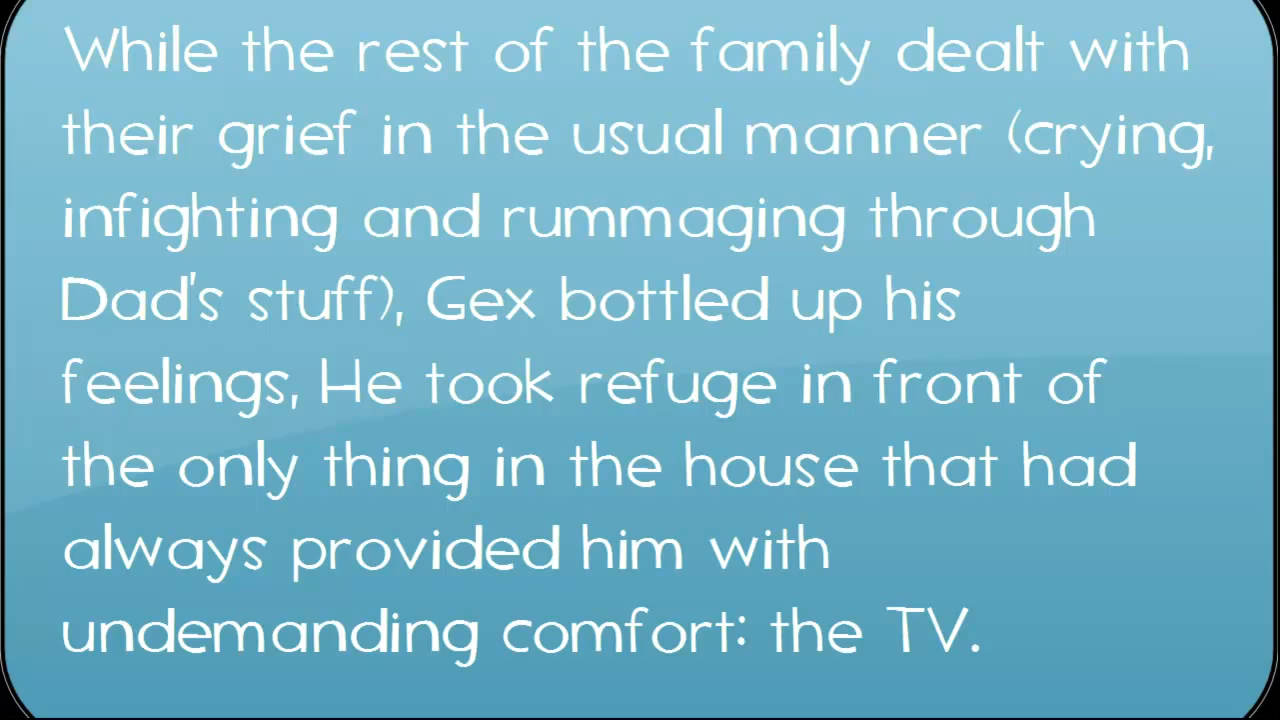 While the rest of the family dealt with
their grief in the usual manner (crying,
infighting and rummaging through
Dad's stuff), Gex bottled up his
feelings, He took refuge in front of
the only thing in the house that had
always provided him with
undemanding comfort: the TV.